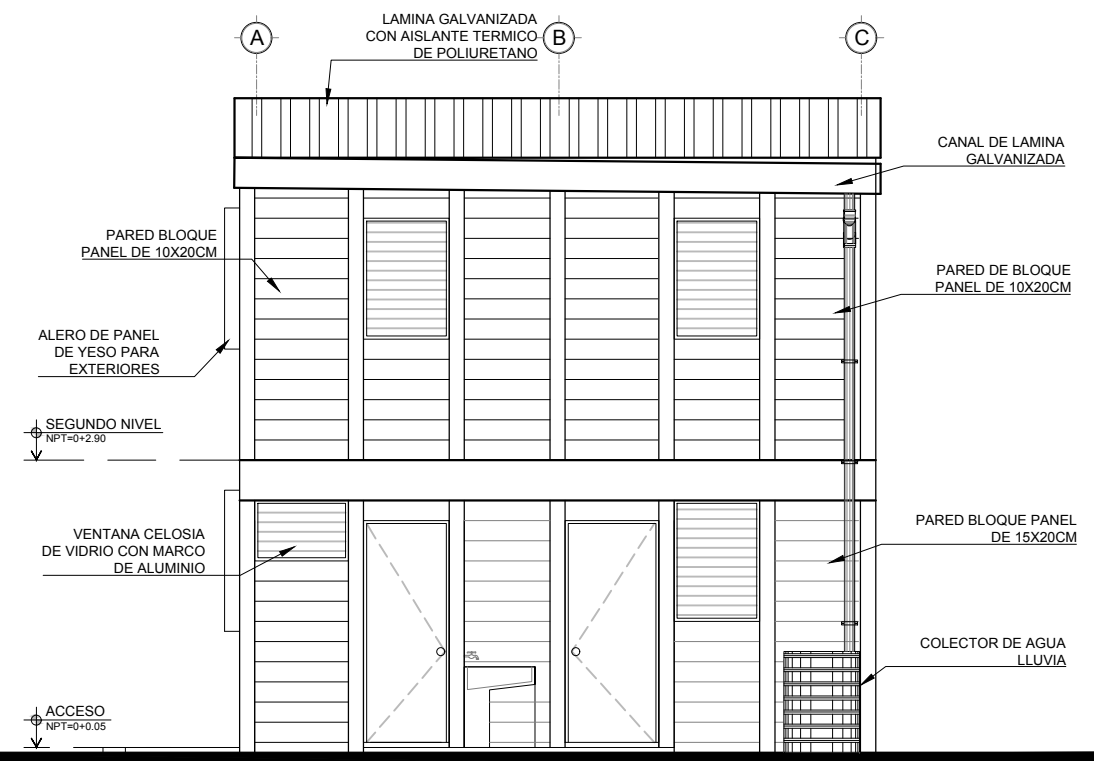 LAMINA GALVANIZADA
CON AISLANTE TERMICO
DE POLIURETANO
A
B
C
CANAL DE LAMINA
GALVANIZADA
PARED BLOQUE
PANEL DE 10X20CM
PARED DE BLOQUE
PANEL DE 10X20CM
ALERO DE PANEL
DE YESO PARA
EXTERIORES
SEGUNDO NIVEL
NPT=0+2.90
VENTANA CELOSIA
DE VIDRIO CON MARCO
DE ALUMINIO
PARED BLOQUE PANEL
DE 15X20CM
COLECTOR DE AGUA
LLUVIA
ACCESO
NPT=0+0.05